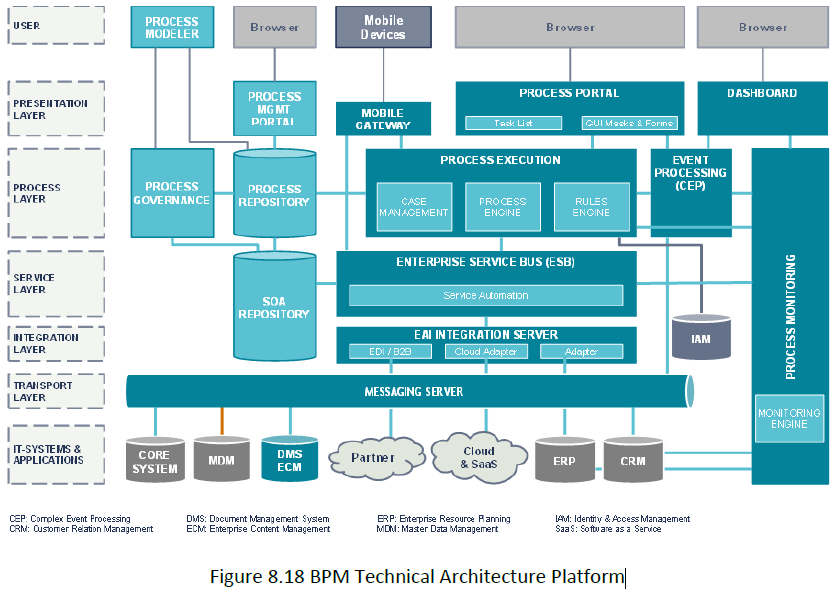 USER
PROCESS
MODELER
Browser
Mobile
Devices
Browser
Browser
PRESENTATION
LAYER
PROCESS
MGMT
PORTAL
MOBILE
GATEWAY
PROCESS PORTAL
Task List
GUI Masks & Forms
DASHBOARD
PROCESS
LAYER
PROCESS
GOVERNANCE
PROCESS
REPOSITORY
PROCESS EXECUTION
CASE
MANAGEMENT
PROCESS
ENGINE
RULES
ENGINE
EVENT
PROCESSING
(CEP)
PROCESS MONITORING
MONITORING
ENGINE
SERVICE
LAYER
SOA
REPOSITORY
ENTERPRISE SERVICE BUS (ESB)
Service Automation
IAM
INTEGRATION
LAYER
EAI INTEGRATION SERVER
EDI / B2B
Cloud Adapter
Adapter
TRANSPORT
LAYER
MESSAGING SERVER
IT-SYSTEMS &
APPLICATIONS
CORE
SYSTEM
MDM
DMS
ECM
Partner
Cloud
& SaaS
ERP
CRM
CEP: Complex Event Processing
CRM: Customer Relation Management
DMS: Document Management System
ECM: Enterprise Content Management
ERP: Enterprise Resource Planning
MDM: Master Data Management
IAM: Identity & Access Management
SaaS: Software as a Service
Figure 8.18 BPM Technical Architecture Platform